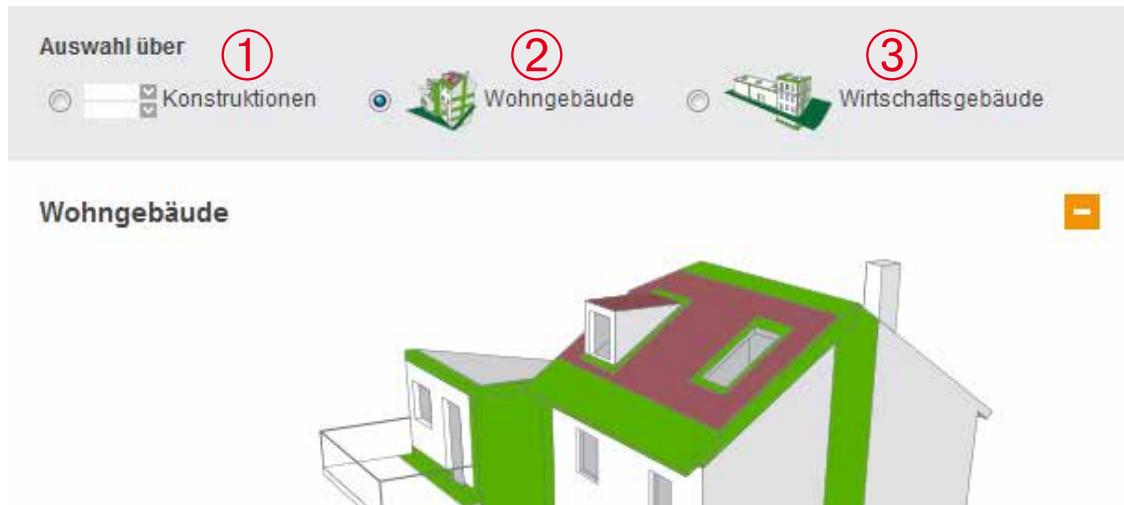 Auswahl über
① Konstruktionen ② Wohngebäude ③ Wirtschaftsgebäude
Wohngebäude